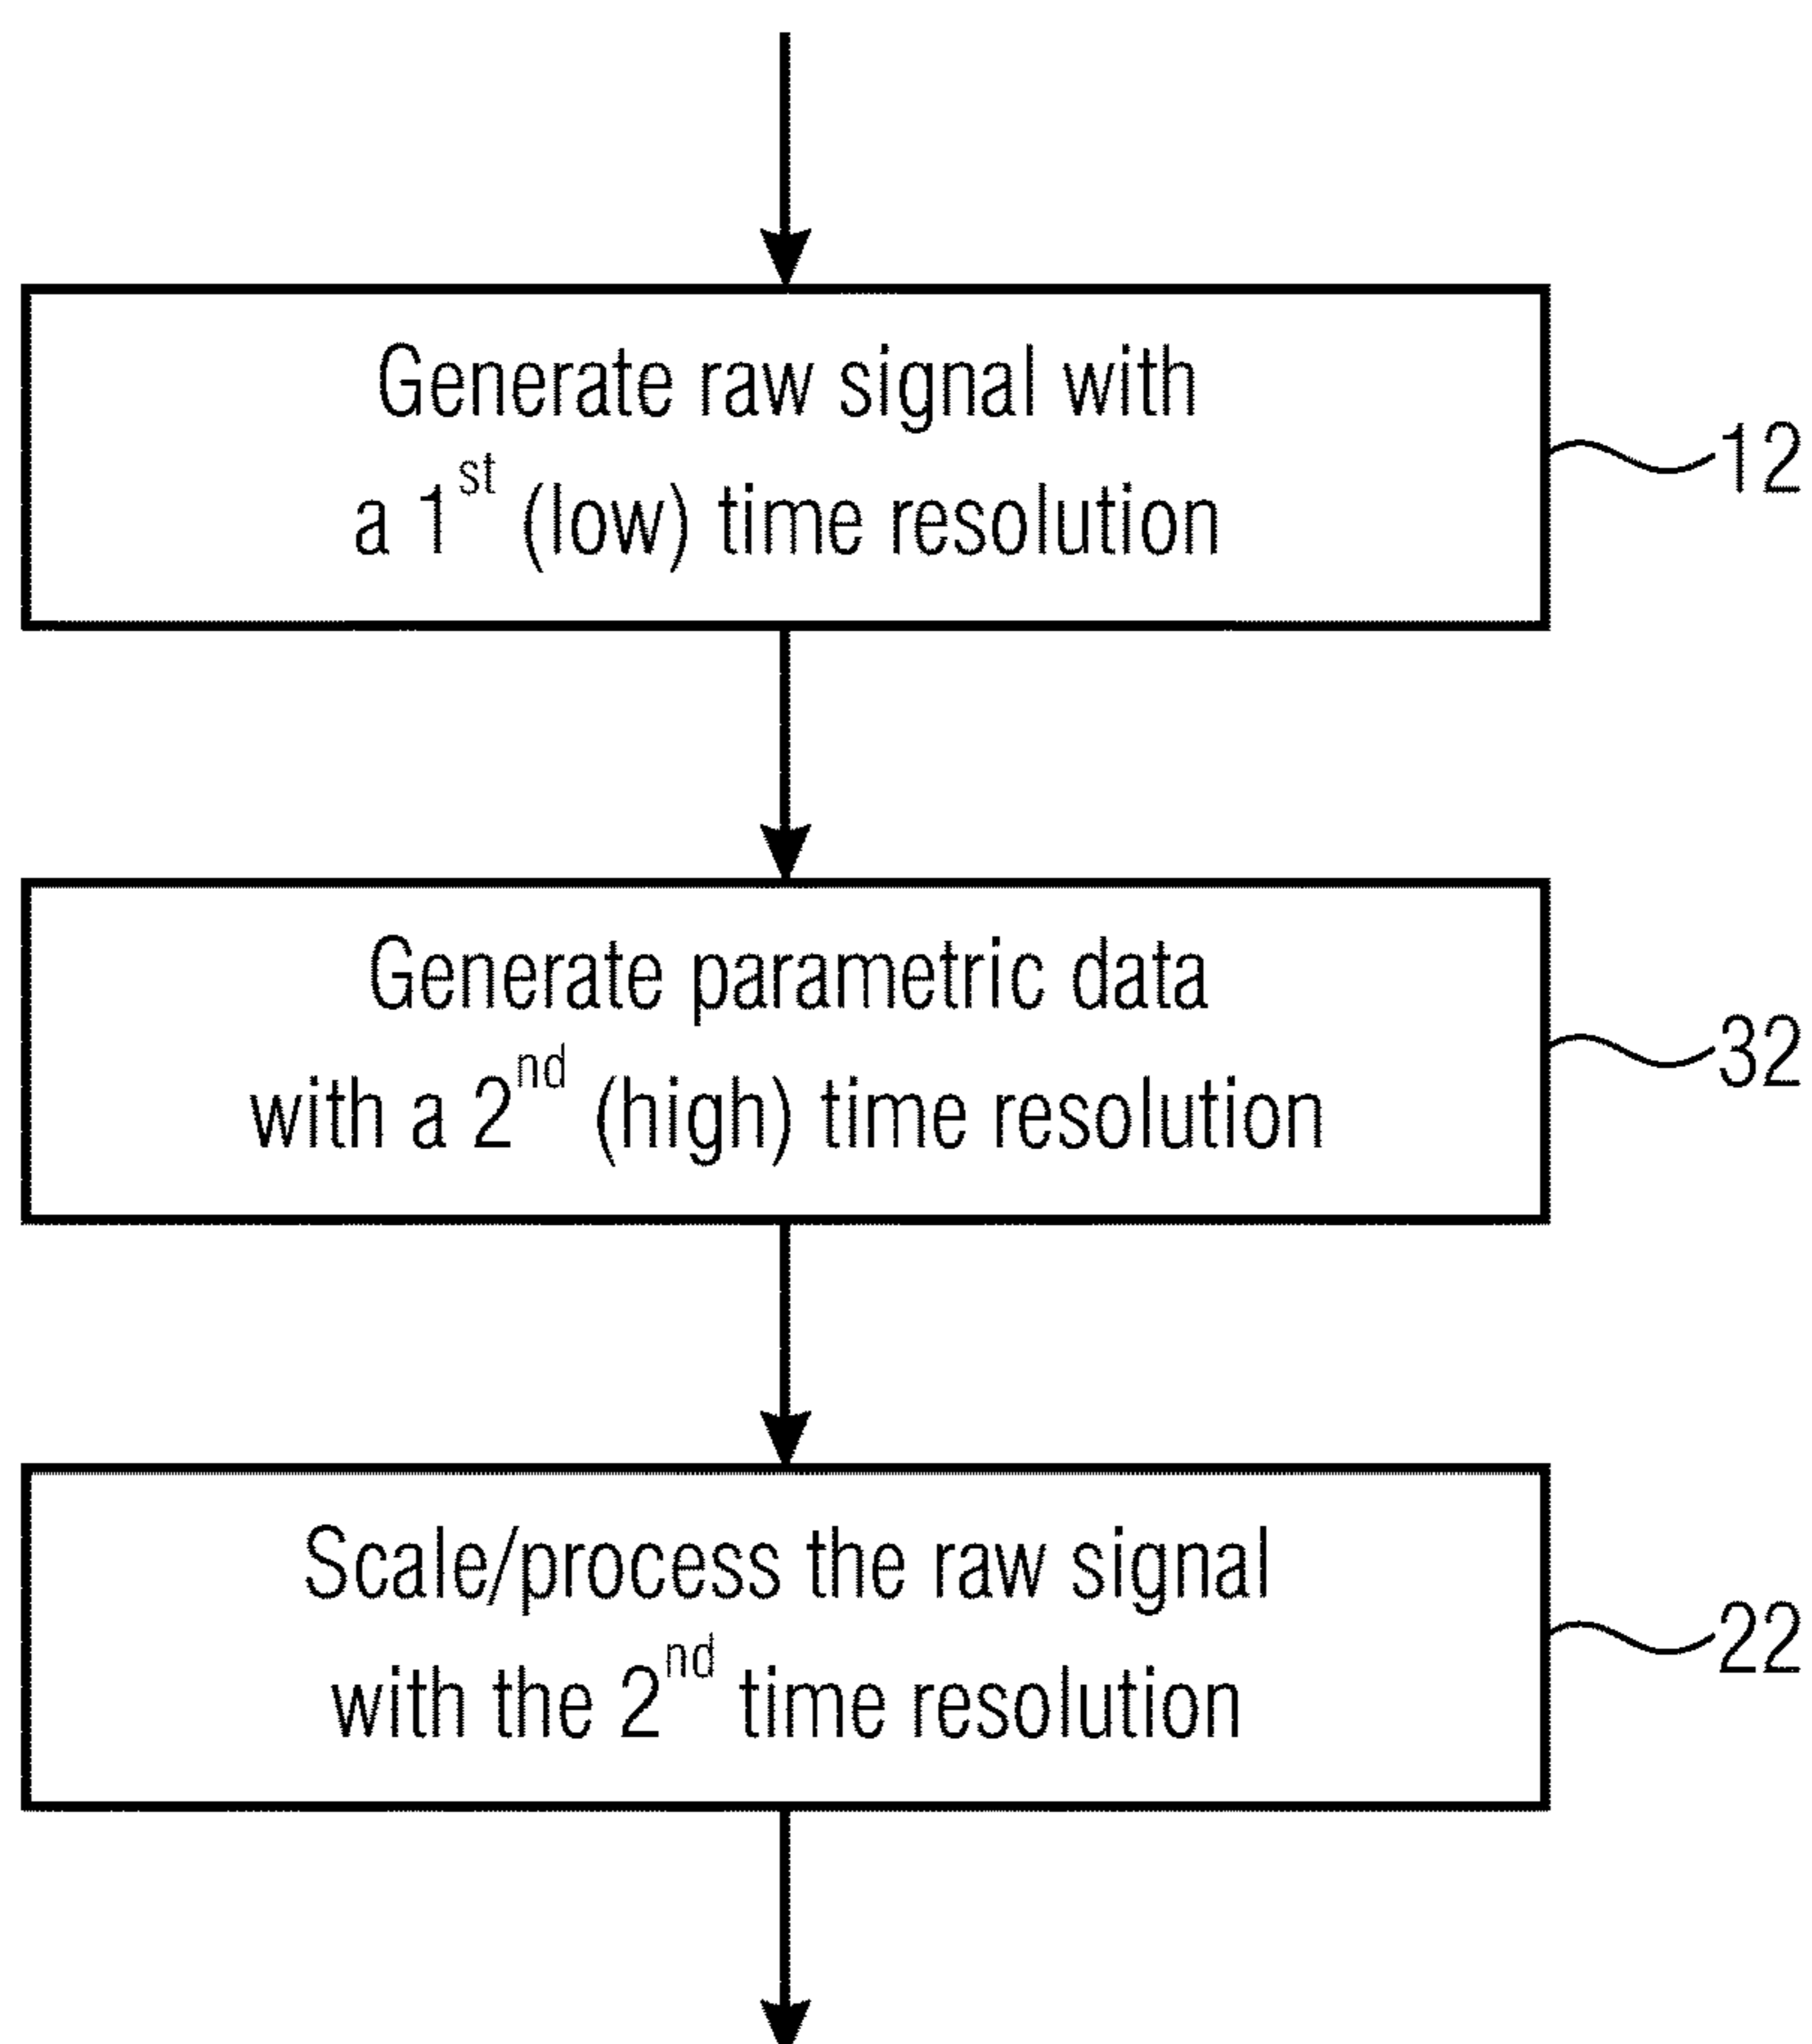 Generate raw signal with
a 1st (low) time resolution
12
Generate parametric data
with a 2nd (high) time resolution
32
Scale/process the raw signal
with the 2nd time resolution
22